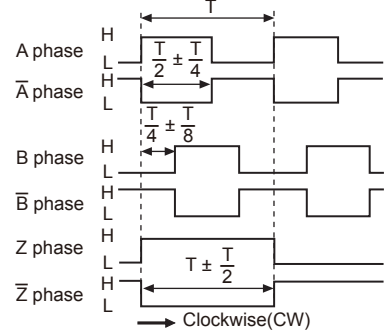 T
A phase H
L
A̅ phase H
L
T/2 ± T/4
T/4 ± T/8
B phase H
L
B̅ phase H
L
Z phase H
L
Z̅ phase H
L
T ± T/2
Clockwise(CW)